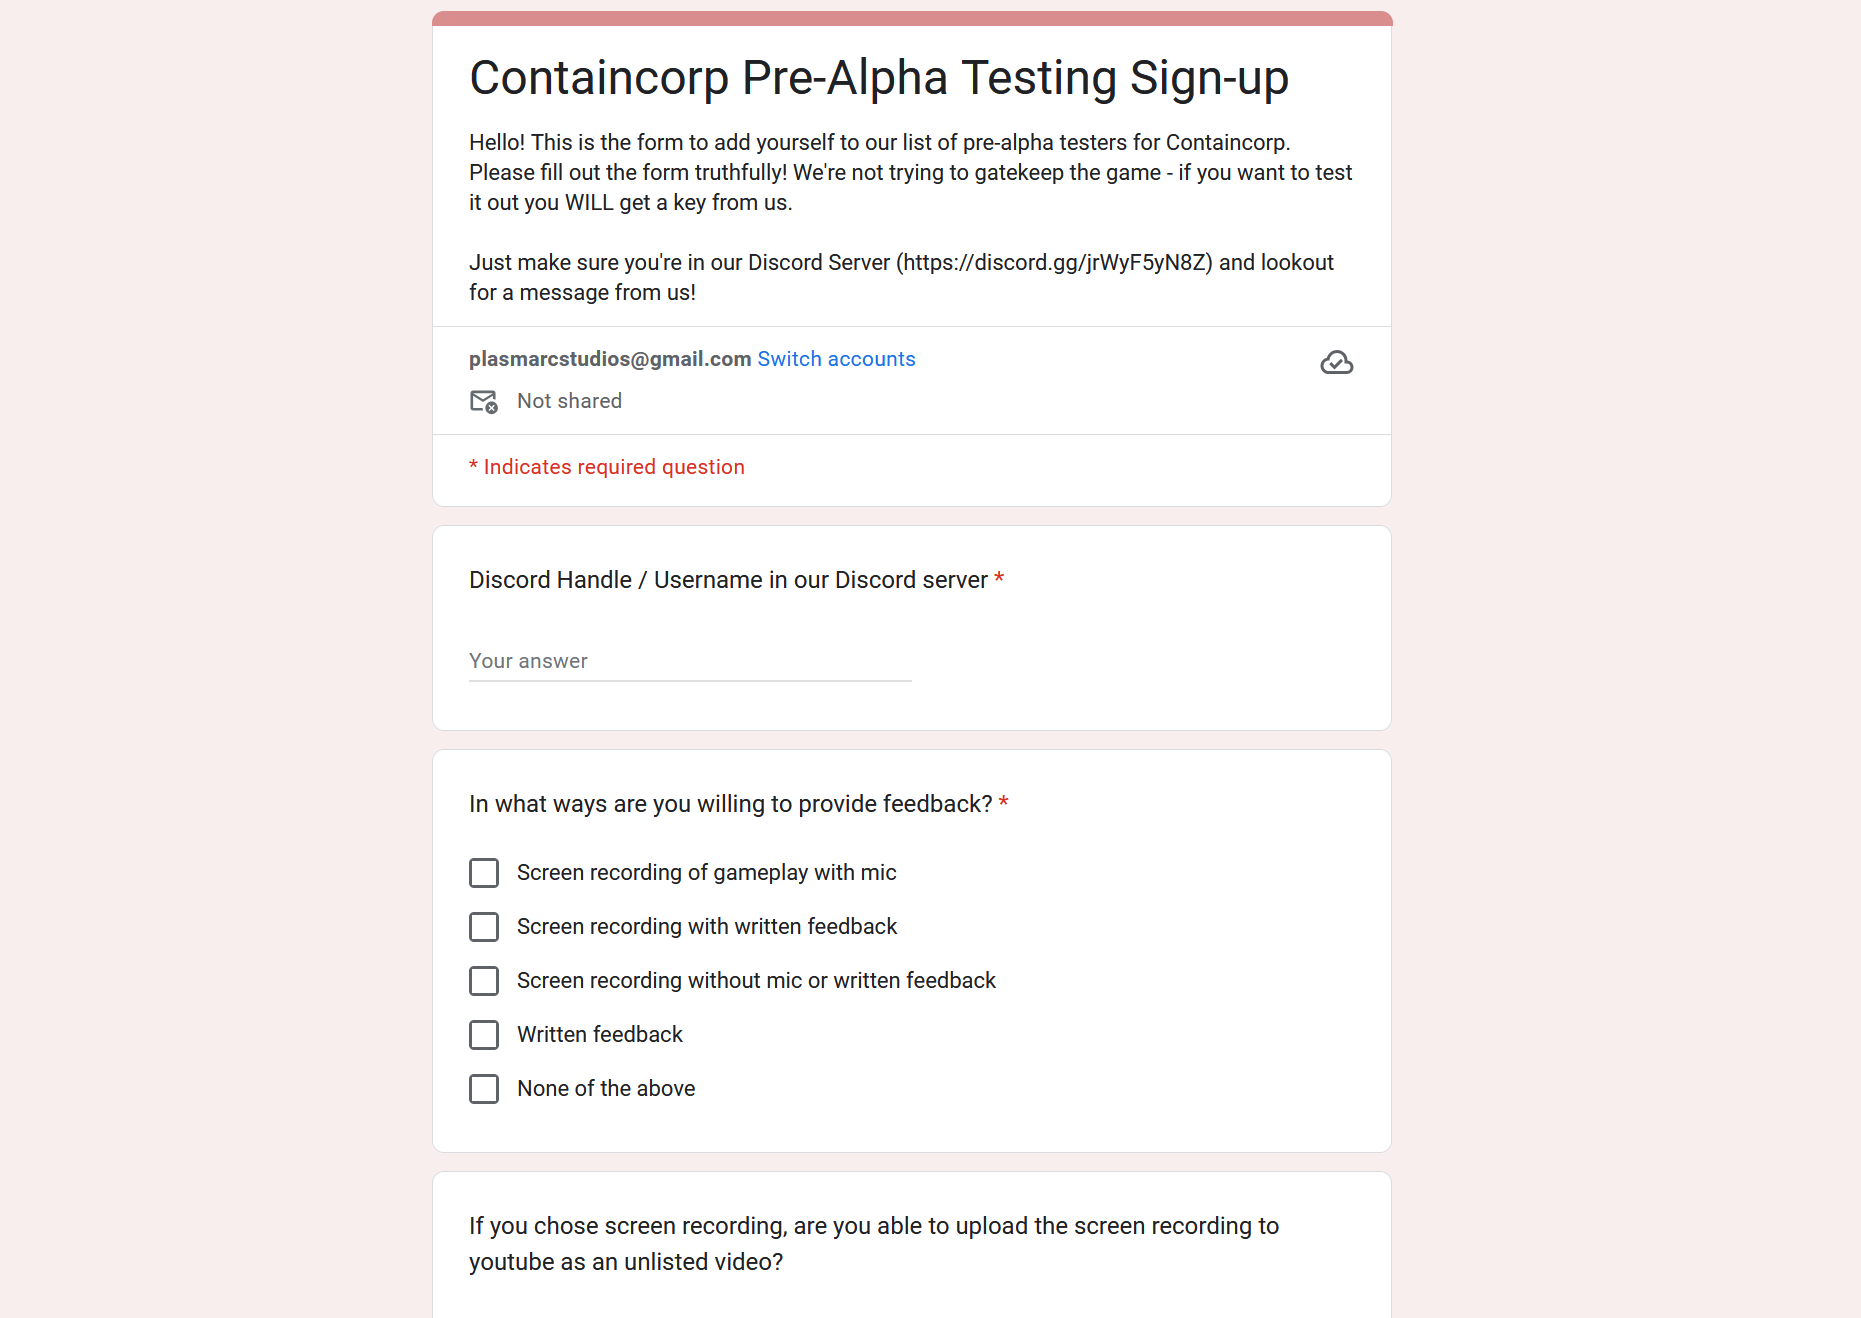 Containcorp Pre-Alpha Testing Sign-up
Hello! This is the form to add yourself to our list of pre-alpha testers for Containcorp.
Please fill out the form truthfully! We're not trying to gatekeep the game - if you want to test
it out you WILL get a key from us.
Just make sure you're in our Discord Server (https://discord.gg/jrWyF5yN8Z) and lookout
for a message from us!
plasmarcstudios@gmail.com Switch accounts
Not shared
* Indicates required question
Discord Handle / Username in our Discord server *
Your answer
In what ways are you willing to provide feedback? *
Screen recording of gameplay with mic
Screen recording with written feedback
Screen recording without mic or written feedback
Written feedback
None of the above
If you chose screen recording, are you able to upload the screen recording to
youtube as an unlisted video?